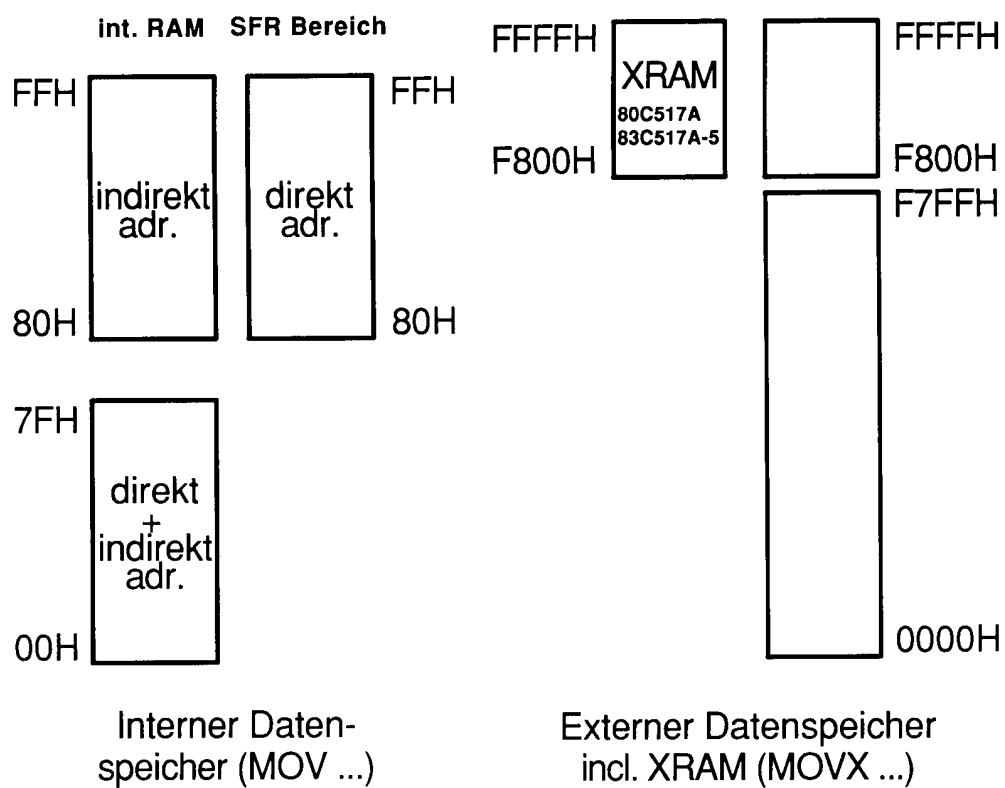 int. RAM
SFR Bereich
FFH
FFH
indirekt
adr.
direkt
adr.
80H
80H
7FH
direkt
+
indirekt
adr.
00H
Interner Daten-
speicher (MOV ...)
FFFFH
FFFFH
XRAM
80C517A
83C517A-5
F800H
F800H
F7FFH
0000H
Externer Datenspeicher
incl. XRAM (MOVX ...)